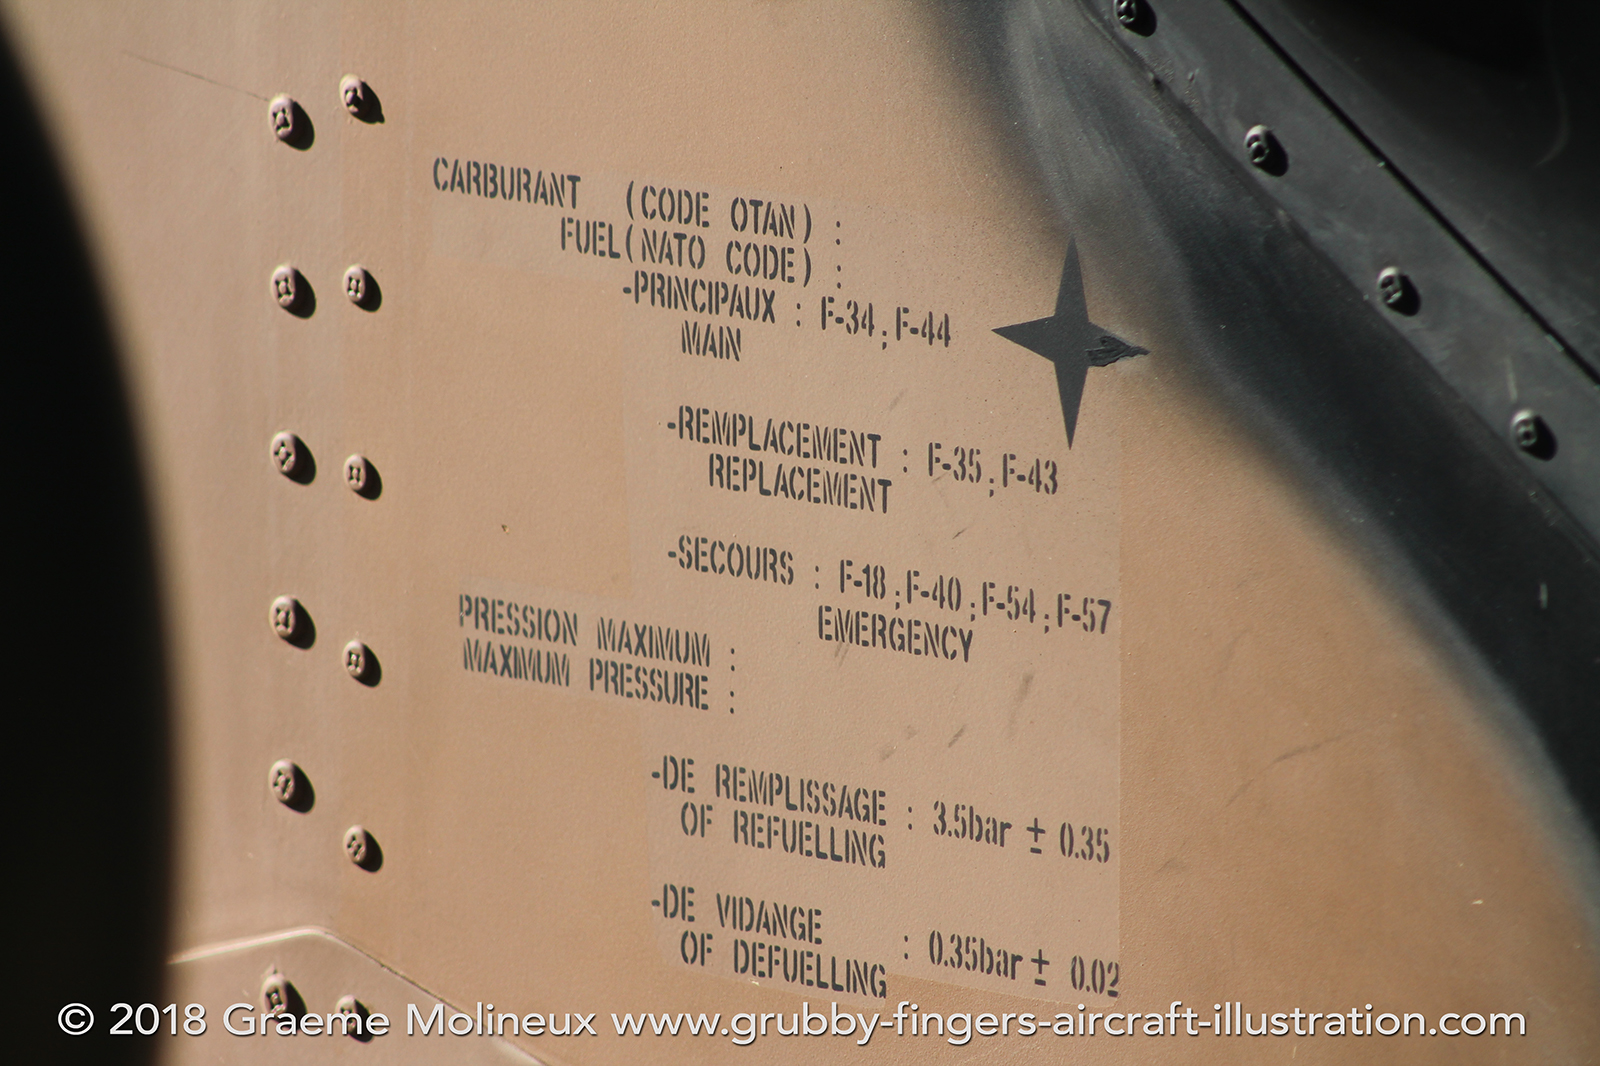 CARBURANT (CODE OTAN) :
FUEL (NATO CODE) :
-PRINCIPAUX : F-34 ; F-44
MAIN
-REMPLACEMENT : F-35 ; F-43
REPLACEMENT
-SECOURS : F-18 ; F-40 ; F-54 ; F-57
EMERGENCY
PRESSION MAXIMUM :
MAXIMUM PRESSURE :
-DE REMPLISSAGE : 3.5bar ± 0.35
OF REFUELLING
-DE VIDANGE : 0.35bar ± 0.02
OF DEFUELLING
© 2018 Graeme Molineux www.grubby-fingers-aircraft-illustration.com